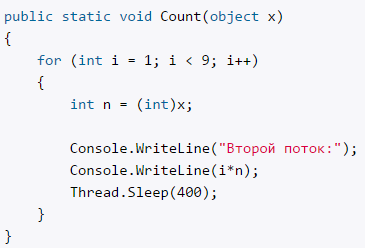 public static void Count(object x)
{
    for (int i = 1; i < 9; i++)
    {
        int n = (int)x;

        Console.WriteLine("Второй поток:");
        Console.WriteLine(i*n);
        Thread.Sleep(400);
    }
}